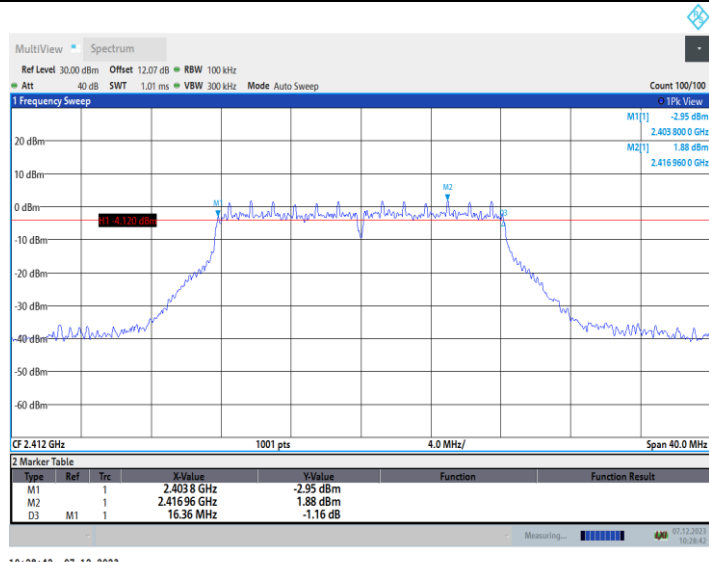 MultiView Spectrum
Ref Level 30.00 dBm Offset 12.07 dB RBW 100 kHz
Att 40 dB SWT 1.01 ms VBW 300 kHz Mode Auto Sweep Count 100/100
1 Frequency Sweep 1Pk View
M1[1] -2.95 dBm
2.403 800 0 GHz
M2[1] 1.88 dBm
2.416 960 0 GHz
20 dBm
10 dBm
M2
0 dBm
M1
H1 -4.120 dBm
-10 dBm
-20 dBm
-30 dBm
-40 dBm
-50 dBm
-60 dBm
CF 2.412 GHz 1001 pts 4.0 MHz/ Span 40.0 MHz
2 Marker Table
Type Ref Trc X-Value Y-Value Function Function Result
M1 1 2.403 8 GHz -2.95 dBm
M2 1 2.416 96 GHz 1.88 dBm
D3 M1 1 16.36 MHz -1.16 dB
Measuring... 07.12.2023
10:28:42
10:28:42 07.12.2023